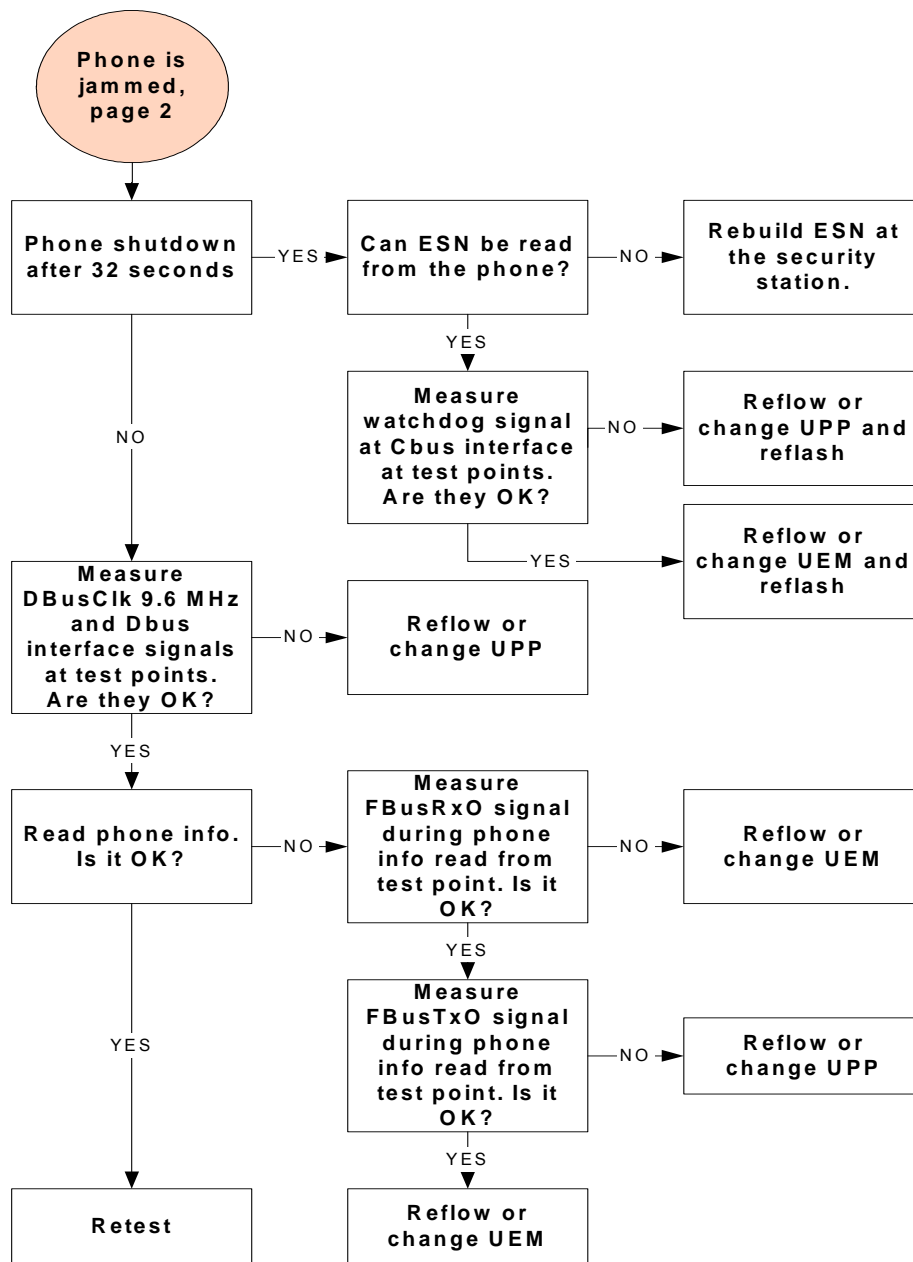 Phone is
jammed,
page 2
Phone shutdown
after 32 seconds
YES
Can ESN be read
from the phone?
NO
Rebuild ESN at
the security
station.
YES
Measure
watchdog signal
at Cbus interface
at test points.
Are they OK?
NO
Reflow or
change UPP and
reflash
NO
YES
Reflow or
change UEM and
reflash
Measure
DBusClk 9.6 MHz
and Dbus
interface signals
at test points.
Are they OK?
NO
Reflow or
change UPP
YES
Read phone info.
Is it OK?
NO
Measure
FBusRxO signal
during phone
info read from
test point. Is it
OK?
NO
Reflow or
change UEM
YES
Measure
FBusTxO signal
during phone
info read from
test point. Is it
OK?
NO
Reflow or
change UPP
YES
YES
Retest
Reflow or
change UEM